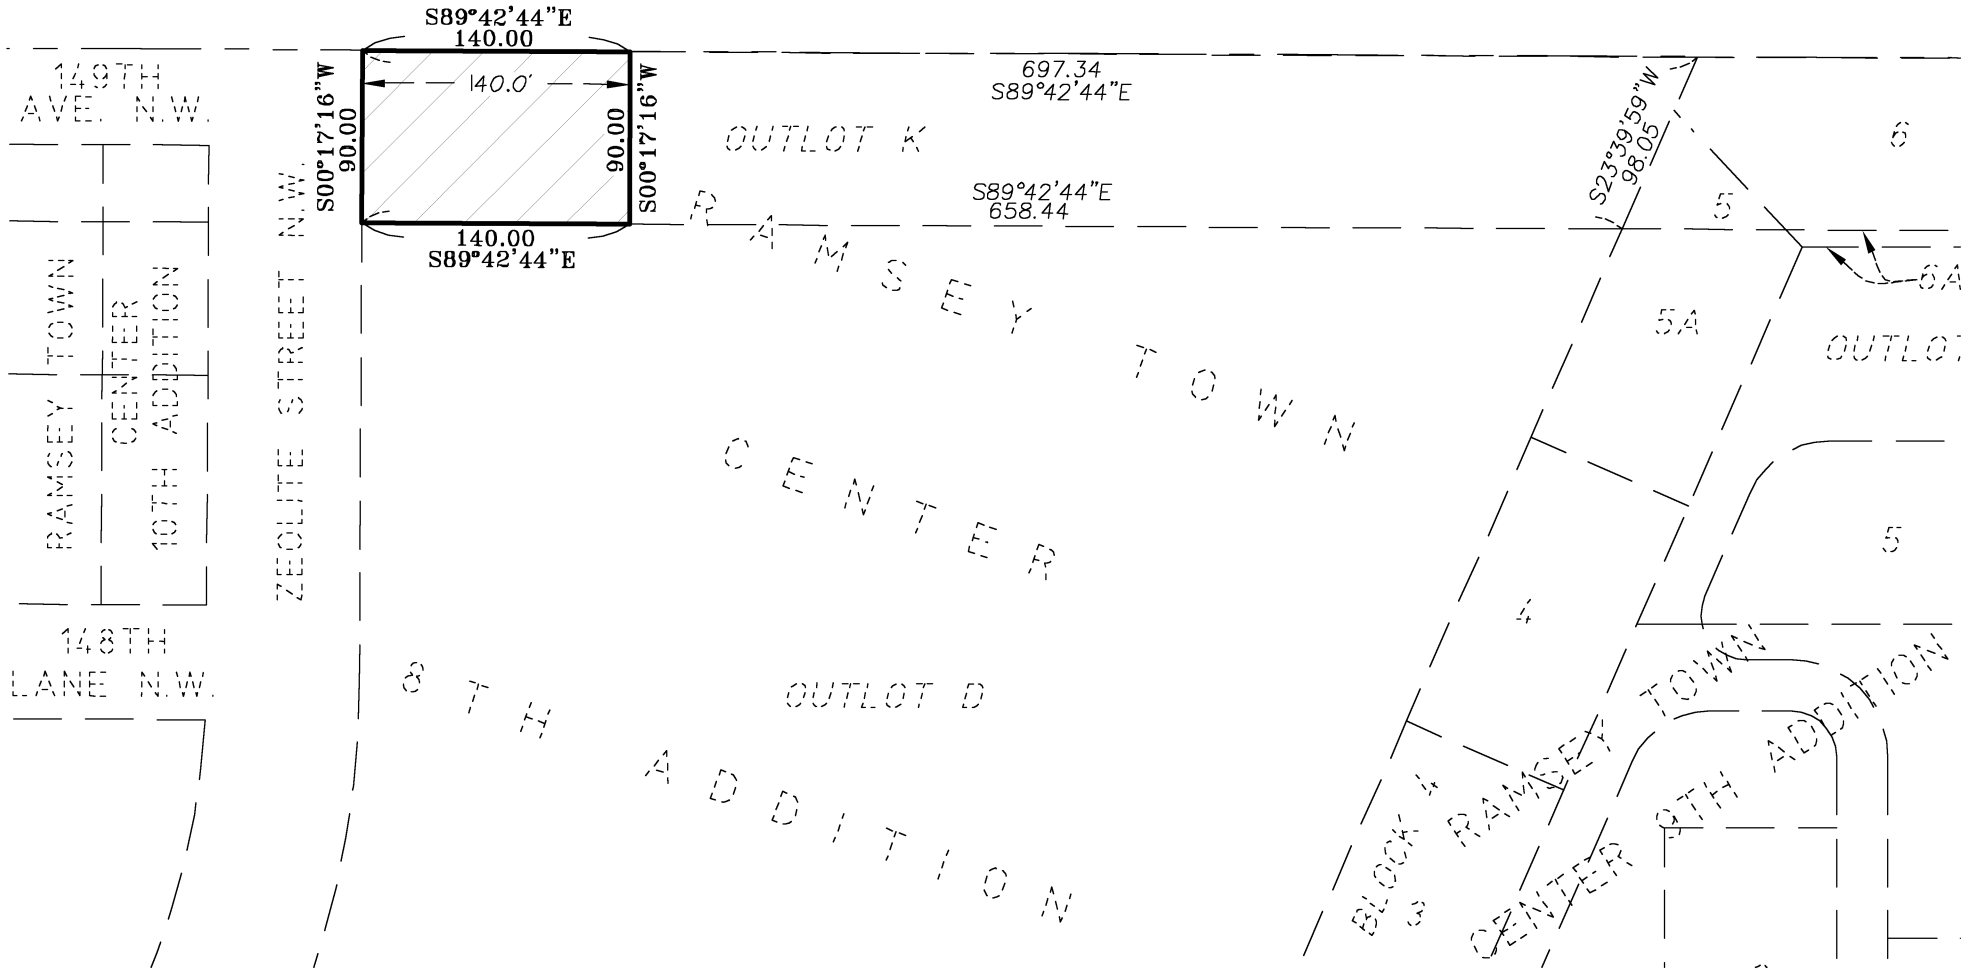 S89°42'44"E
140.00
149TH
AVE. N.W.
S00°17'16"W
90.00
140.0'
90.00
S00°17'16"W
697.34
S89°42'44"E
OUTLOT K
S89°42'44"E
658.44
S23°39'59"W
98.05
6
5
140.00
S89°42'44"E
6A
5A
OUTLOT
RAMSEY TOWN
CENTER
10TH ADDITION
ZEOLITE STREET N.W.
RAMSEY TOWN
CENTER
8TH ADDITION
OUTLOT D
5
4
148TH
LANE N.W.
BLOCK 4
3
RAMSEY TOWN
CENTER 9TH ADDITION